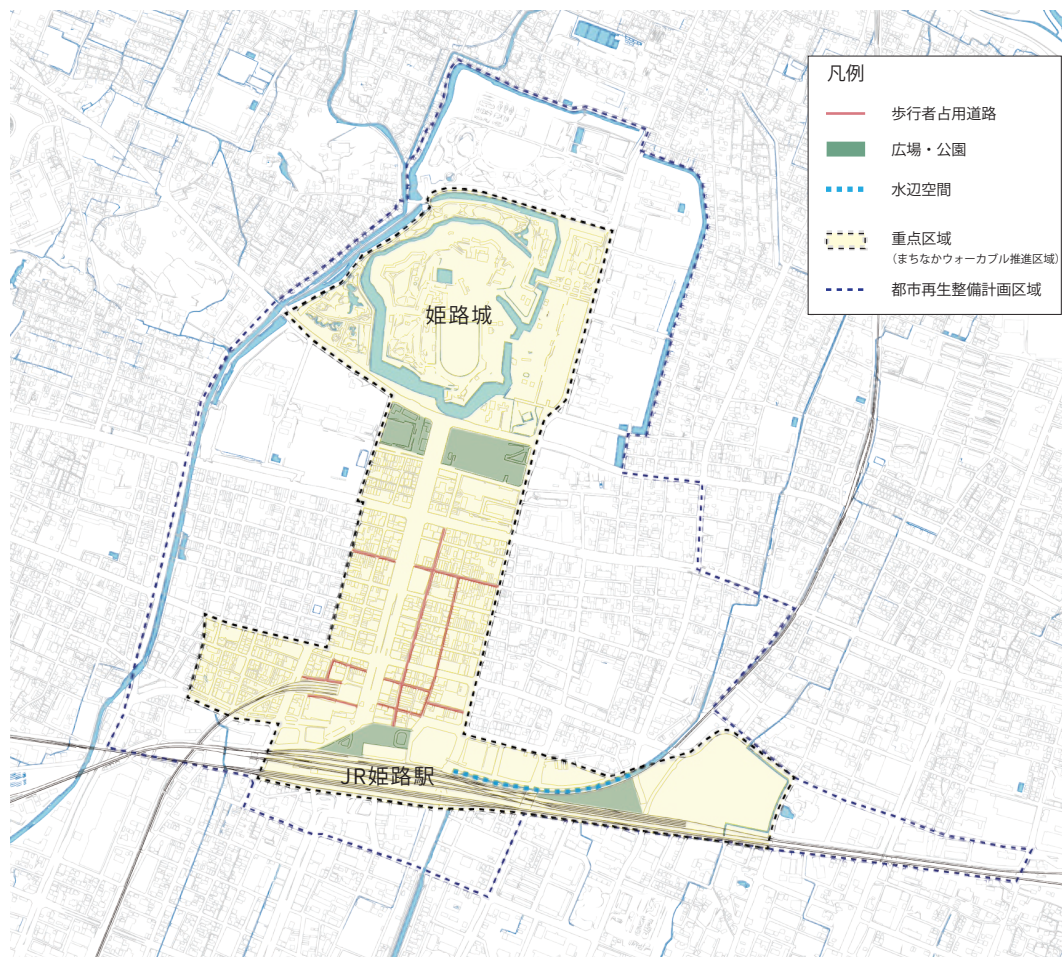 凡例
歩行者占用道路
広場・公園
水辺空間
重点区域
(まちなかウォーカブル推進区域)
都市再生整備計画区域
姫路城
JR姫路駅